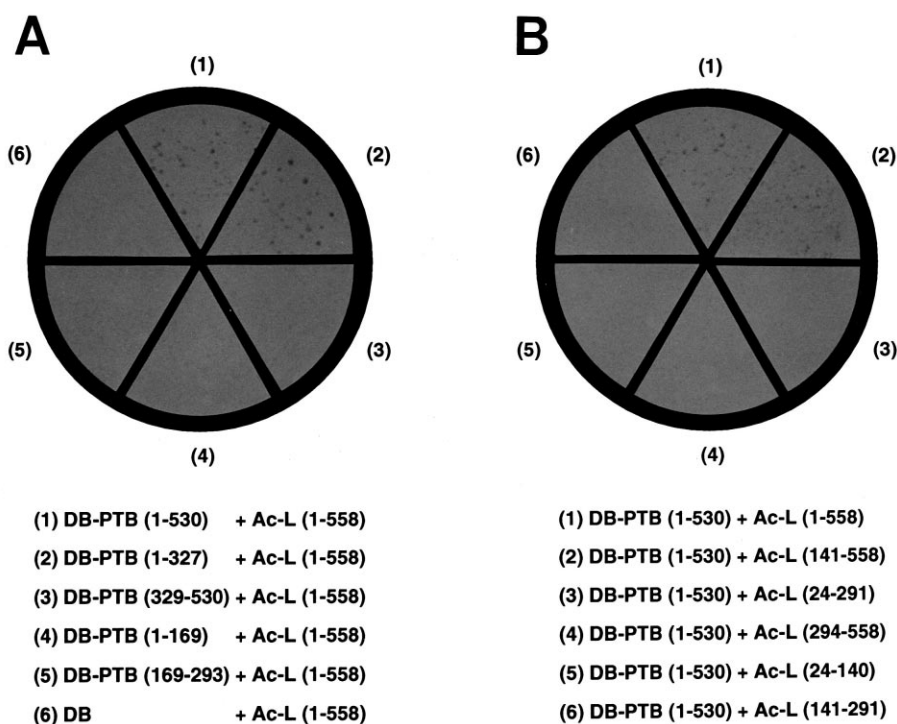 A
(1)
(2)
(3)
(4)
(5)
(6)
(1) DB-PTB (1-530) + Ac-L (1-558)
(2) DB-PTB (1-327) + Ac-L (1-558)
(3) DB-PTB (329-530) + Ac-L (1-558)
(4) DB-PTB (1-169) + Ac-L (1-558)
(5) DB-PTB (169-293) + Ac-L (1-558)
(6) DB + Ac-L (1-558)
B
(1)
(2)
(3)
(4)
(5)
(6)
(1) DB-PTB (1-530) + Ac-L (1-558)
(2) DB-PTB (1-530) + Ac-L (141-558)
(3) DB-PTB (1-530) + Ac-L (24-291)
(4) DB-PTB (1-530) + Ac-L (294-558)
(5) DB-PTB (1-530) + Ac-L (24-140)
(6) DB-PTB (1-530) + Ac-L (141-291)